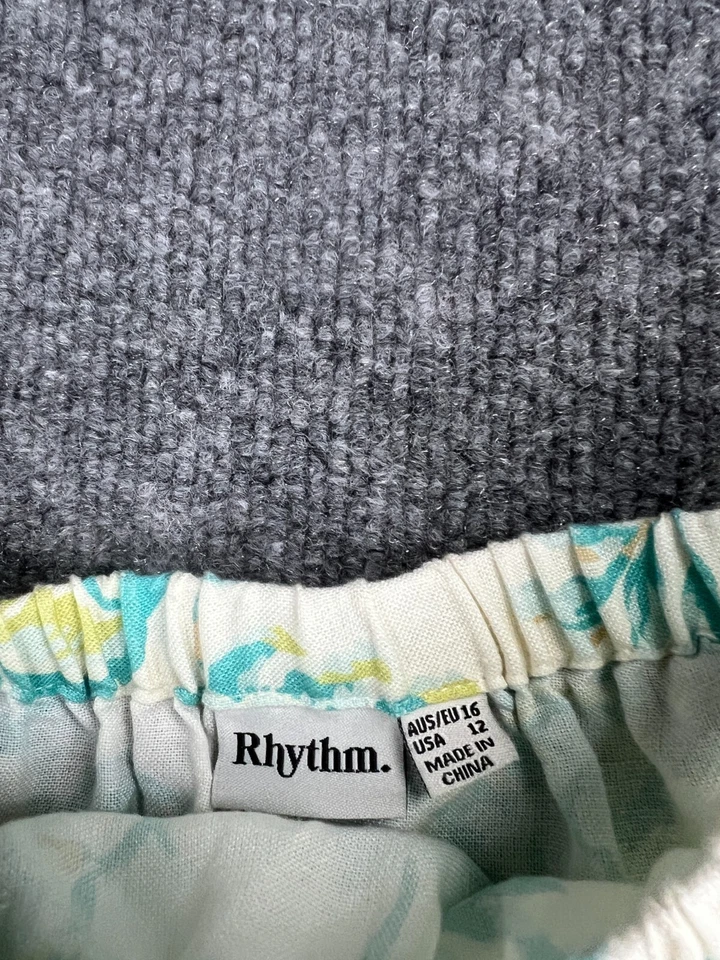 Rhythm.
AUS/EU 16
USA 12
MADE IN
CHINA